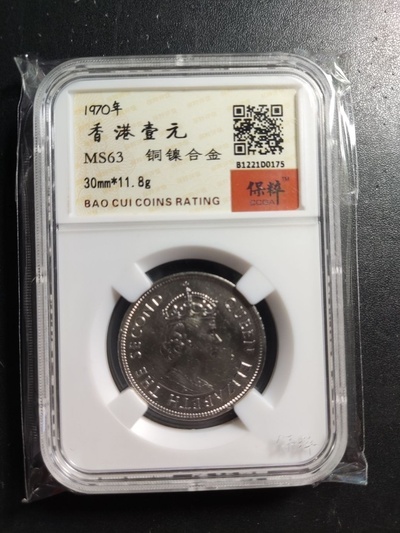 1970年
香港壹元
MS63 铜镍合金
30mm*11.8g
BAO CUI COINS RATING
B1221D0175
保粹
QUEEN ELIZABETH THE SECOND